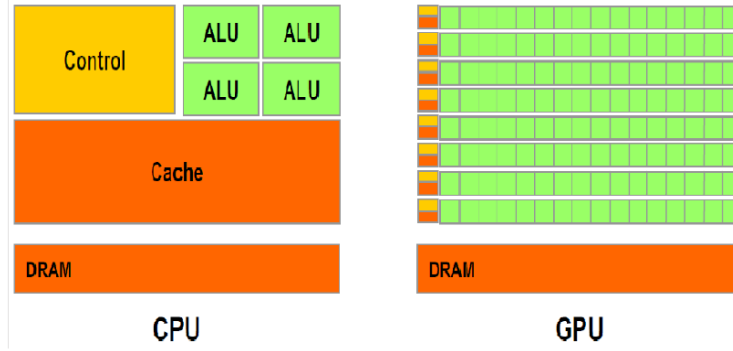 Control
ALU ALU
ALU ALU
Cache
DRAM
CPU
DRAM
GPU